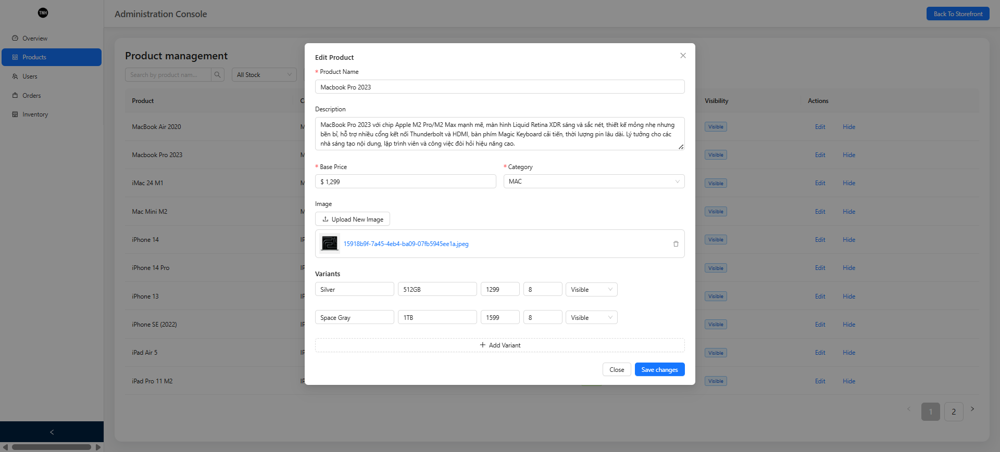 TNH
Administration Console
Back To Storefront
Overview
Products
Users
Orders
Inventory
Product management
Search by product nam...
All Stock
Product
Visibility
Actions
MacBook Air 2020
Visible
Edit
Hide
Macbook Pro 2023
Visible
Edit
Hide
iMac 24 M1
Visible
Edit
Hide
Mac Mini M2
Visible
Edit
Hide
iPhone 14
Visible
Edit
Hide
iPhone 14 Pro
Visible
Edit
Hide
iPhone 13
Visible
Edit
Hide
iPhone SE (2022)
Visible
Edit
Hide
iPad Air 5
Visible
Edit
Hide
iPad Pro 11 M2
Visible
Edit
Hide
1
2
Edit Product
* Product Name
Macbook Pro 2023
Description
MacBook Pro 2023 với chip Apple M2 Pro/M2 Max mạnh mẽ, màn hình Liquid Retina XDR sáng và sắc nét, thiết kế mỏng nhẹ nhưng
bền bỉ, hỗ trợ nhiều cổng kết nối Thunderbolt và HDMI, bàn phím Magic Keyboard cải tiến, thời lượng pin lâu dài. Lý tưởng cho các
nhà sáng tạo nội dung, lập trình viên và công việc đòi hỏi hiệu năng cao.
* Base Price
* Category
$ 1,299
MAC
Image
Upload New Image
15918b9f-7a45-4eb4-ba09-07fb5945ee1a.jpeg
Variants
Silver
512GB
1299
8
Visible
Space Gray
1TB
1599
8
Visible
+ Add Variant
Close
Save changes